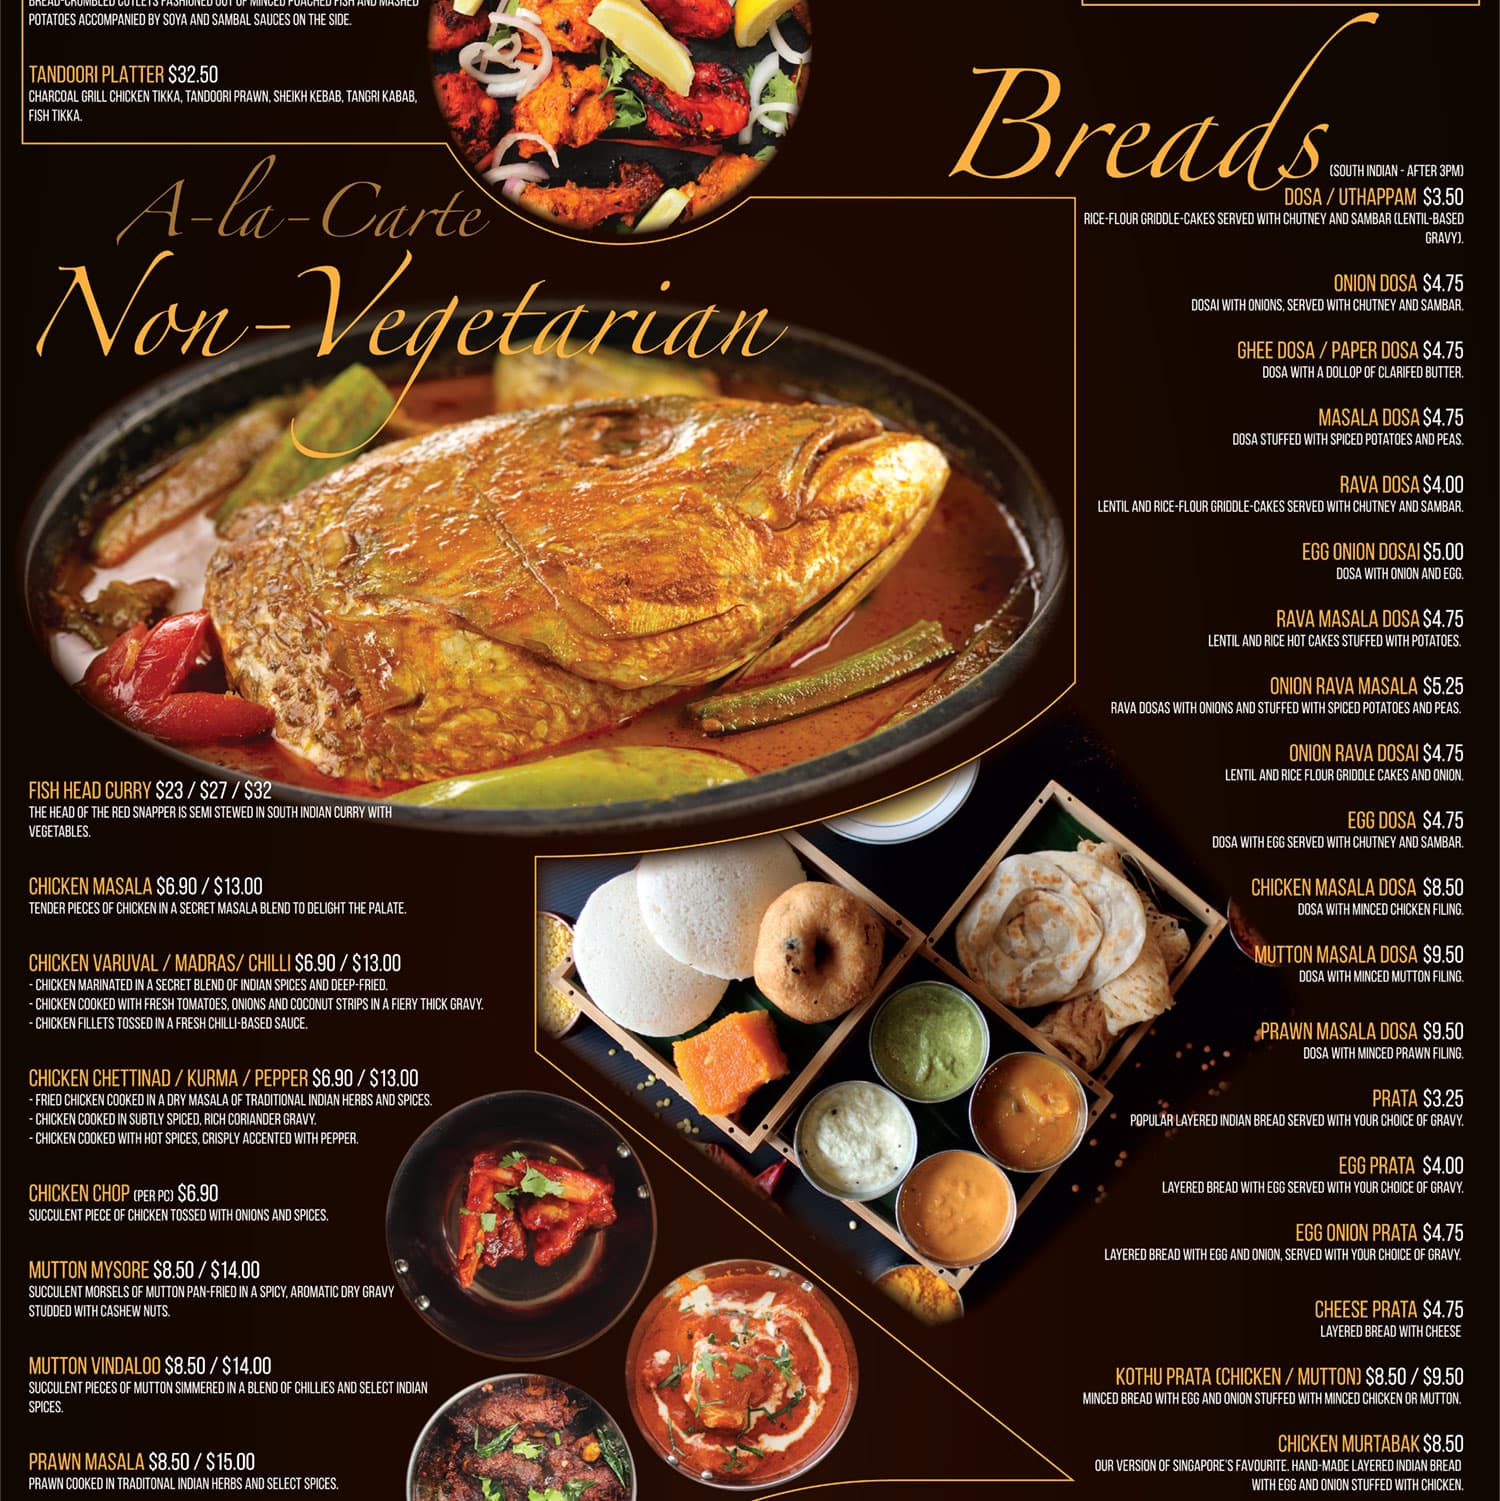 BREAD-CRUMBLED CUTLETS FASHIONED OUT OF MINCED POACHED FISH AND MASHED
POTATOES ACCOMPANIED BY SOYA AND SAMBAL SAUCES ON THE SIDE.
TANDOORI PLATTER $32.50
CHARCOAL GRILL CHICKEN TIKKA, TANDOORI PRAWN, SHEIKH KEBAB, TANGRI KABAB,
FISH TIKKA.
A-la-Carte
Non-Vegetarian
FISH HEAD CURRY $23 / $27 / $32
THE HEAD OF THE RED SNAPPER IS SEMI STEWED IN SOUTH INDIAN CURRY WITH
VEGETABLES.
CHICKEN MASALA $6.90 / $13.00
TENDER PIECES OF CHICKEN IN A SECRET MASALA BLEND TO DELIGHT THE PALATE.
CHICKEN VARUVAL / MADRAS/ CHILLI $6.90 / $13.00
- CHICKEN MARINATED IN A SECRET BLEND OF INDIAN SPICES AND DEEP-FRIED.
- CHICKEN COOKED WITH FRESH TOMATOES, ONIONS AND COCONUT STRIPS IN A FIERY THICK GRAVY.
- CHICKEN FILLETS TOSSED IN A FRESH CHILLI-BASED SAUCE.
CHICKEN CHETTINAD / KURMA / PEPPER $6.90 / $13.00
- FRIED CHICKEN COOKED IN A DRY MASALA OF TRADITIONAL INDIAN HERBS AND SPICES.
- CHICKEN COOKED IN SUBTLY SPICED, RICH CORIANDER GRAVY.
- CHICKEN COOKED WITH HOT SPICES, CRISPLY ACCENTED WITH PEPPER.
CHICKEN CHOP (PER PC) $6.90
SUCCULENT PIECE OF CHICKEN TOSSED WITH ONIONS AND SPICES.
MUTTON MYSORE $8.50 / $14.00
SUCCULENT MORSELS OF MUTTON PAN-FRIED IN A SPICY, AROMATIC DRY GRAVY
STUDDED WITH CASHEW NUTS.
MUTTON VINDALOO $8.50 / $14.00
SUCCULENT PIECES OF MUTTON SIMMERED IN A BLEND OF CHILLIES AND SELECT INDIAN
SPICES.
PRAWN MASALA $8.50 / $15.00
PRAWN COOKED IN TRADITONAL INDIAN HERBS AND SELECT SPICES.
Breads
(SOUTH INDIAN - AFTER 3PM)
DOSA / UTHAPPAM $3.50
RICE-FLOUR GRIDDLE-CAKES SERVED WITH CHUTNEY AND SAMBAR (LENTIL-BASED
GRAVY).
ONION DOSA $4.75
DOSAI WITH ONIONS, SERVED WITH CHUTNEY AND SAMBAR.
GHEE DOSA / PAPER DOSA $4.75
DOSA WITH A DOLLOP OF CLARIFED BUTTER.
MASALA DOSA $4.75
DOSA STUFFED WITH SPICED POTATOES AND PEAS.
RAVA DOSA $4.00
LENTIL AND RICE-FLOUR GRIDDLE-CAKES SERVED WITH CHUTNEY AND SAMBAR.
EGG ONION DOSAI $5.00
DOSA WITH ONION AND EGG.
RAVA MASALA DOSA $4.75
LENTIL AND RICE HOT CAKES STUFFED WITH POTATOES.
ONION RAVA MASALA $5.25
RAVA DOSAS WITH ONIONS AND STUFFED WITH SPICED POTATOES AND PEAS.
ONION RAVA DOSAI $4.75
LENTIL AND RICE FLOUR GRIDDLE CAKES AND ONION.
EGG DOSA $4.75
DOSA WITH EGG SERVED WITH CHUTNEY AND SAMBAR.
CHICKEN MASALA DOSA $8.50
DOSA WITH MINCED CHICKEN FILING.
MUTTON MASALA DOSA $9.50
DOSA WITH MINCED MUTTON FILING.
PRAWN MASALA DOSA $9.50
DOSA WITH MINCED PRAWN FILING.
PRATA $3.25
POPULAR LAYERED INDIAN BREAD SERVED WITH YOUR CHOICE OF GRAVY.
EGG PRATA $4.00
LAYERED BREAD WITH EGG SERVED WITH YOUR CHOICE OF GRAVY.
EGG ONION PRATA $4.75
LAYERED BREAD WITH EGG AND ONION, SERVED WITH YOUR CHOICE OF GRAVY.
CHEESE PRATA $4.75
LAYERED BREAD WITH CHEESE
KOTHU PRATA (CHICKEN / MUTTON) $8.50 / $9.50
MINCED BREAD WITH EGG AND ONION STUFFED WITH MINCED CHICKEN OR MUTTON.
CHICKEN MURTABAK $8.50
OUR VERSION OF SINGAPORE'S FAVOURITE. HAND-MADE LAYERED INDIAN BREAD
WITH EGG AND ONION STUFFED WITH CHICKEN.